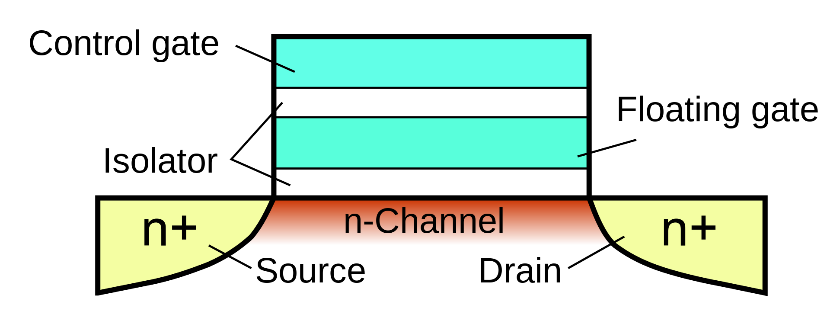 Control gate
Floating gate
Isolator
n+
n-Channel
n+
Source
Drain